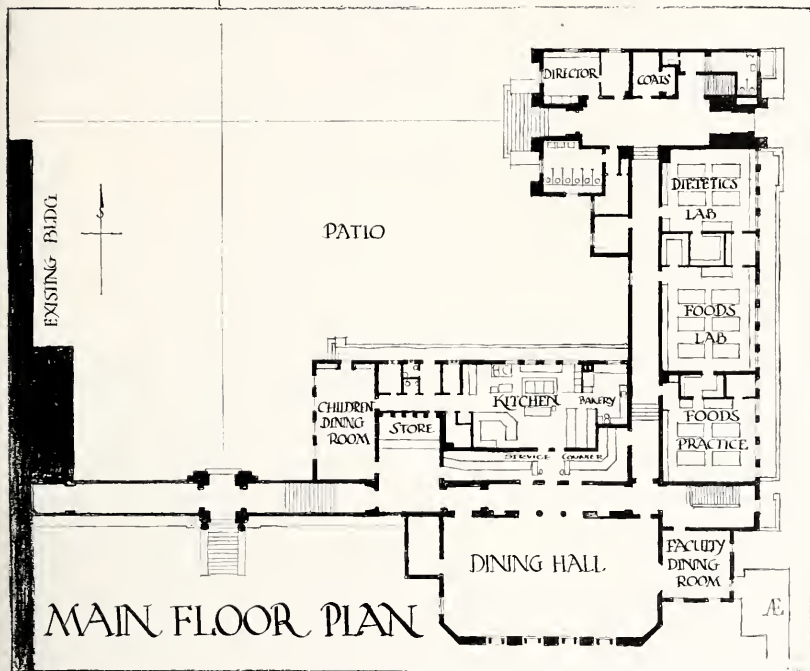 DIRECTOR
COATS
EXISTING BLDG.
PATIO
DIETETICS
LAB
FOODS
LAB
CHILDREN
DINING
ROOM
STORE
KITCHEN
BAKERY
FOODS
PRACTICE
SERVICE COUNTER
DINING HALL
FACULTY
DINING
ROOM
MAIN FLOOR PLAN
Æ